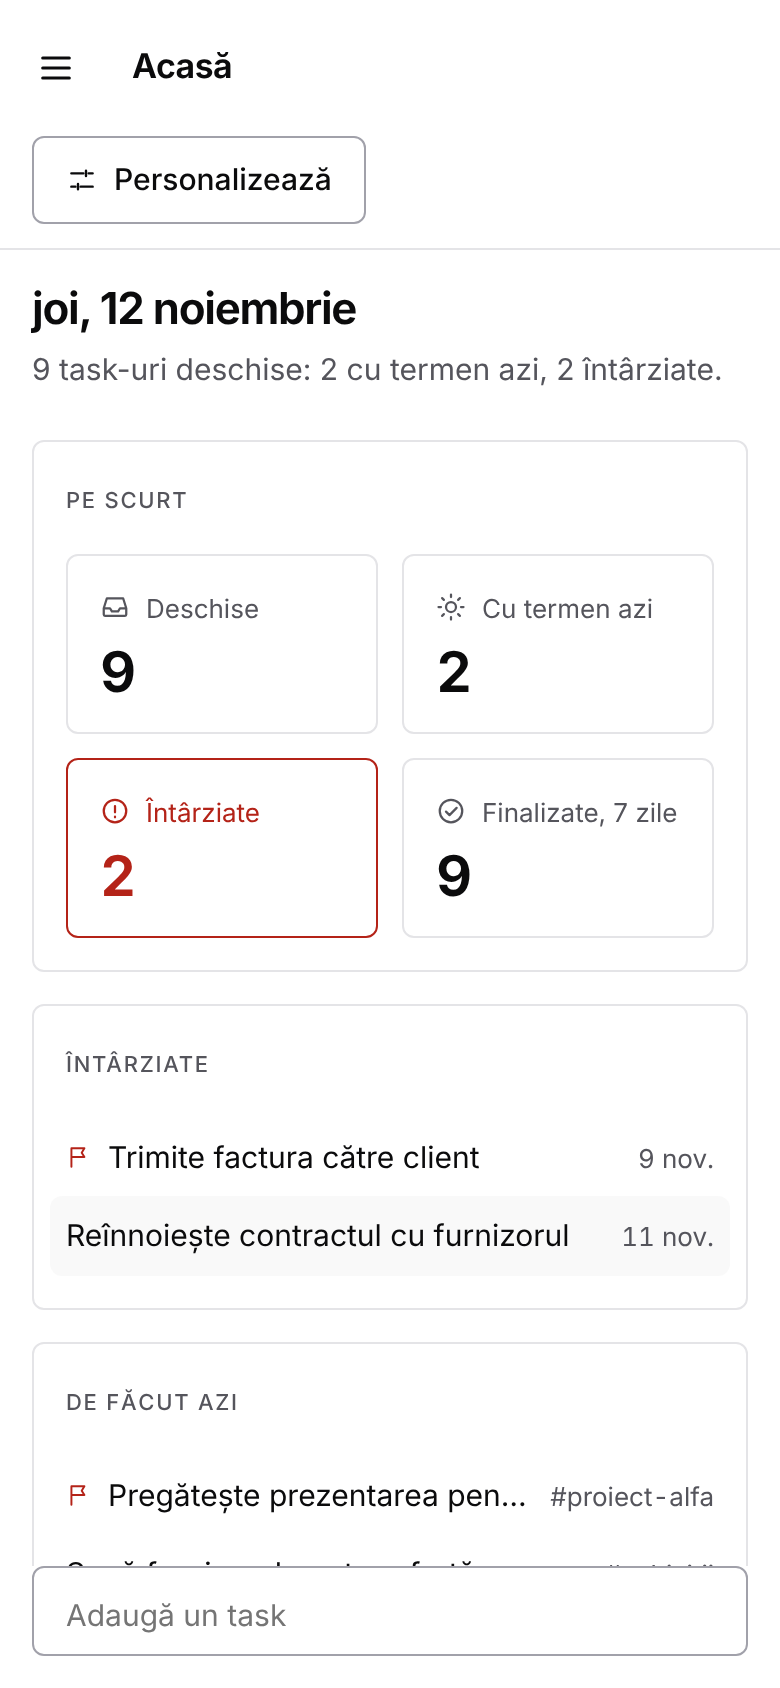 Acasă
Personalizează
joi, 12 noiembrie
9 task-uri deschise: 2 cu termen azi, 2 întârziate.
PE SCURT
Deschise
9
Cu termen azi
2
Întârziate
2
Finalizate, 7 zile
9
ÎNTÂRZIATE
Trimite factura către client 9 nov.
Reînnoiește contractul cu furnizorul 11 nov.
DE FĂCUT AZI
Pregătește prezentarea pen... #proiect-alfa
Adaugă un task